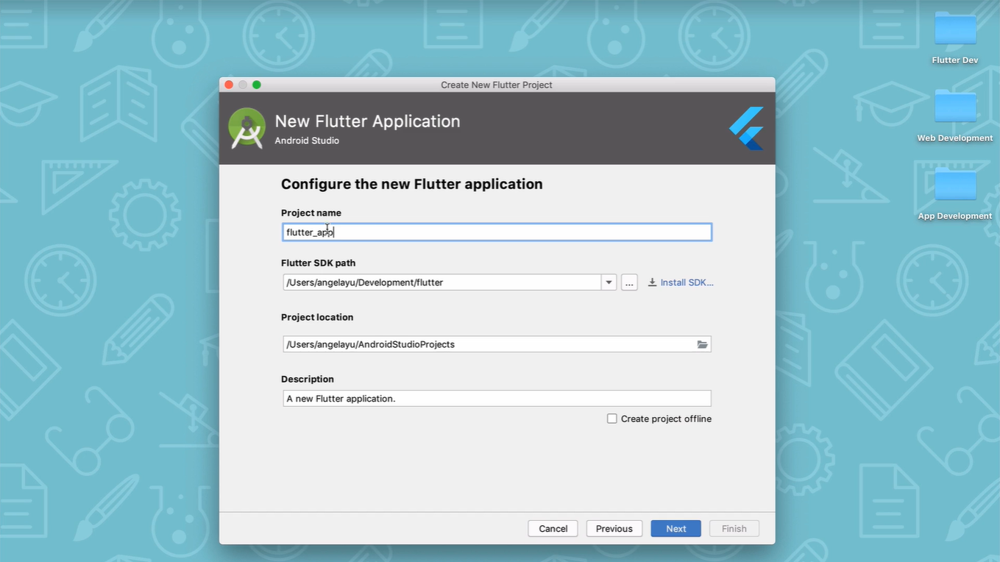 Create New Flutter Project
Flutter Dev
New Flutter Application
Android Studio
Web Development
Configure the new Flutter application
App Development
Project name
flutter_app
Flutter SDK path
/Users/angelayu/Development/flutter
... Install SDK...
Project location
/Users/angelayu/AndroidStudioProjects
Description
A new Flutter application.
Create project offline
Cancel Previous Next Finish